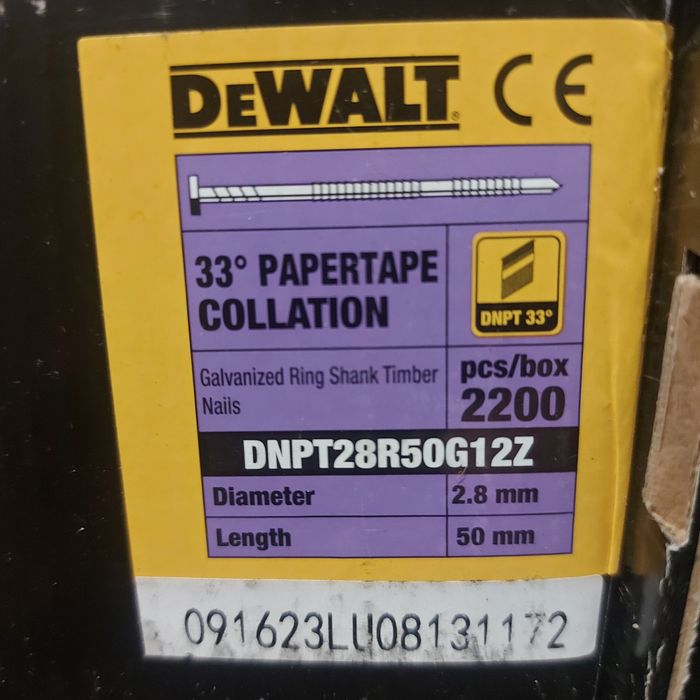 DEWALT CE
33° PAPERTAPE
COLLATION
DNPT 33°
Galvanized Ring Shank Timber
Nails
pcs/box
2200
DNPT28R50G12Z
Diameter 2.8 mm
Length 50 mm
091623LU08131172